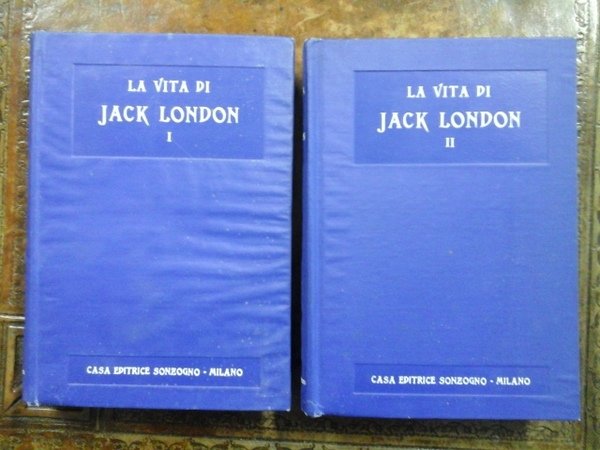 LA VITA DI
JACK LONDON
I
CASA EDITRICE SONZOGNO - MILANO
LA VITA DI
JACK LONDON
II
CASA EDITRICE SONZOGNO - MILANO